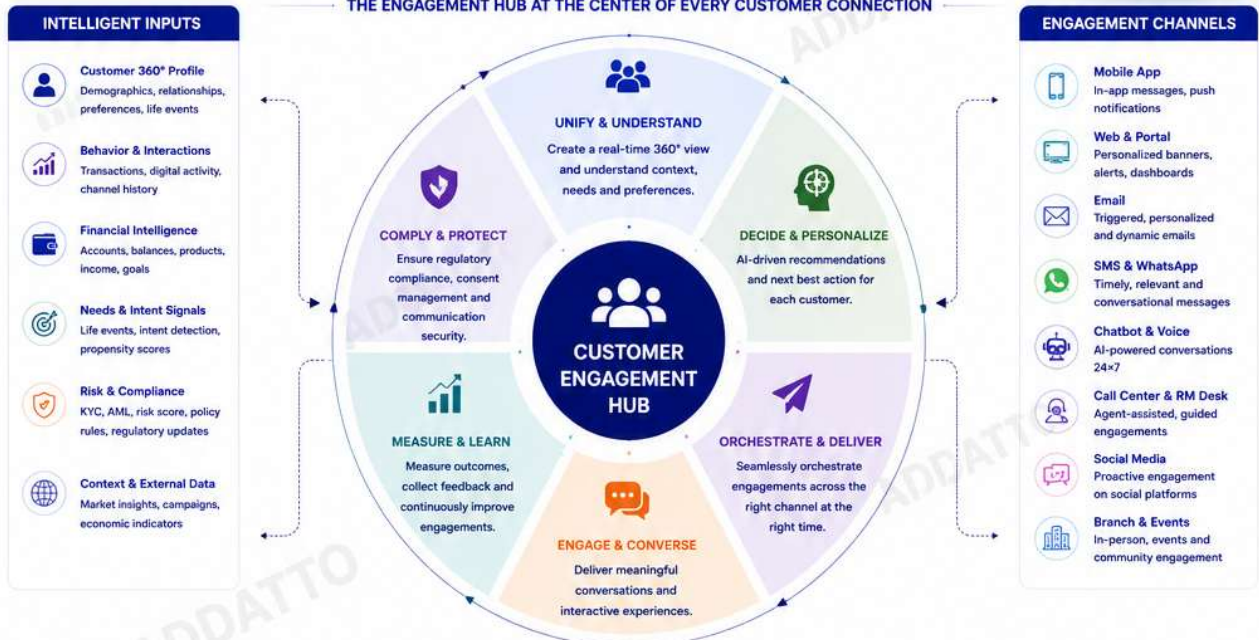 THE ENGAGEMENT HUB AT THE CENTER OF EVERY CUSTOMER CONNECTION
INTELLIGENT INPUTS
Customer 360° Profile
Demographics, relationships,
preferences, life events
Behavior & Interactions
Transactions, digital activity,
channel history
Financial Intelligence
Accounts, balances, products,
income, goals
Needs & Intent Signals
Life events, intent detection,
propensity scores
Risk & Compliance
KYC, AML, risk score, policy
rules, regulatory updates
Context & External Data
Market insights, campaigns,
economic indicators
UNIFY & UNDERSTAND
Create a real-time 360° view
and understand context,
needs and preferences.
DECIDE & PERSONALIZE
AI-driven recommendations
and next best action for
each customer.
ORCHESTRATE & DELIVER
Seamlessly orchestrate
engagements across the
right channel at the
right time.
ENGAGE & CONVERSE
Deliver meaningful
conversations and
interactive experiences.
MEASURE & LEARN
Measure outcomes,
collect feedback and
continuously improve
engagements.
COMPLY & PROTECT
Ensure regulatory
compliance, consent
management and
communication
security.
CUSTOMER
ENGAGEMENT
HUB
ENGAGEMENT CHANNELS
Mobile App
In-app messages, push
notifications
Web & Portal
Personalized banners,
alerts, dashboards
Email
Triggered, personalized
and dynamic emails
SMS & WhatsApp
Timely, relevant and
conversational messages
Chatbot & Voice
AI-powered conversations
24×7
Call Center & RM Desk
Agent-assisted, guided
engagements
Social Media
Proactive engagement
on social platforms
Branch & Events
In-person, events and
community engagement
ADDATTO
ADDATTO